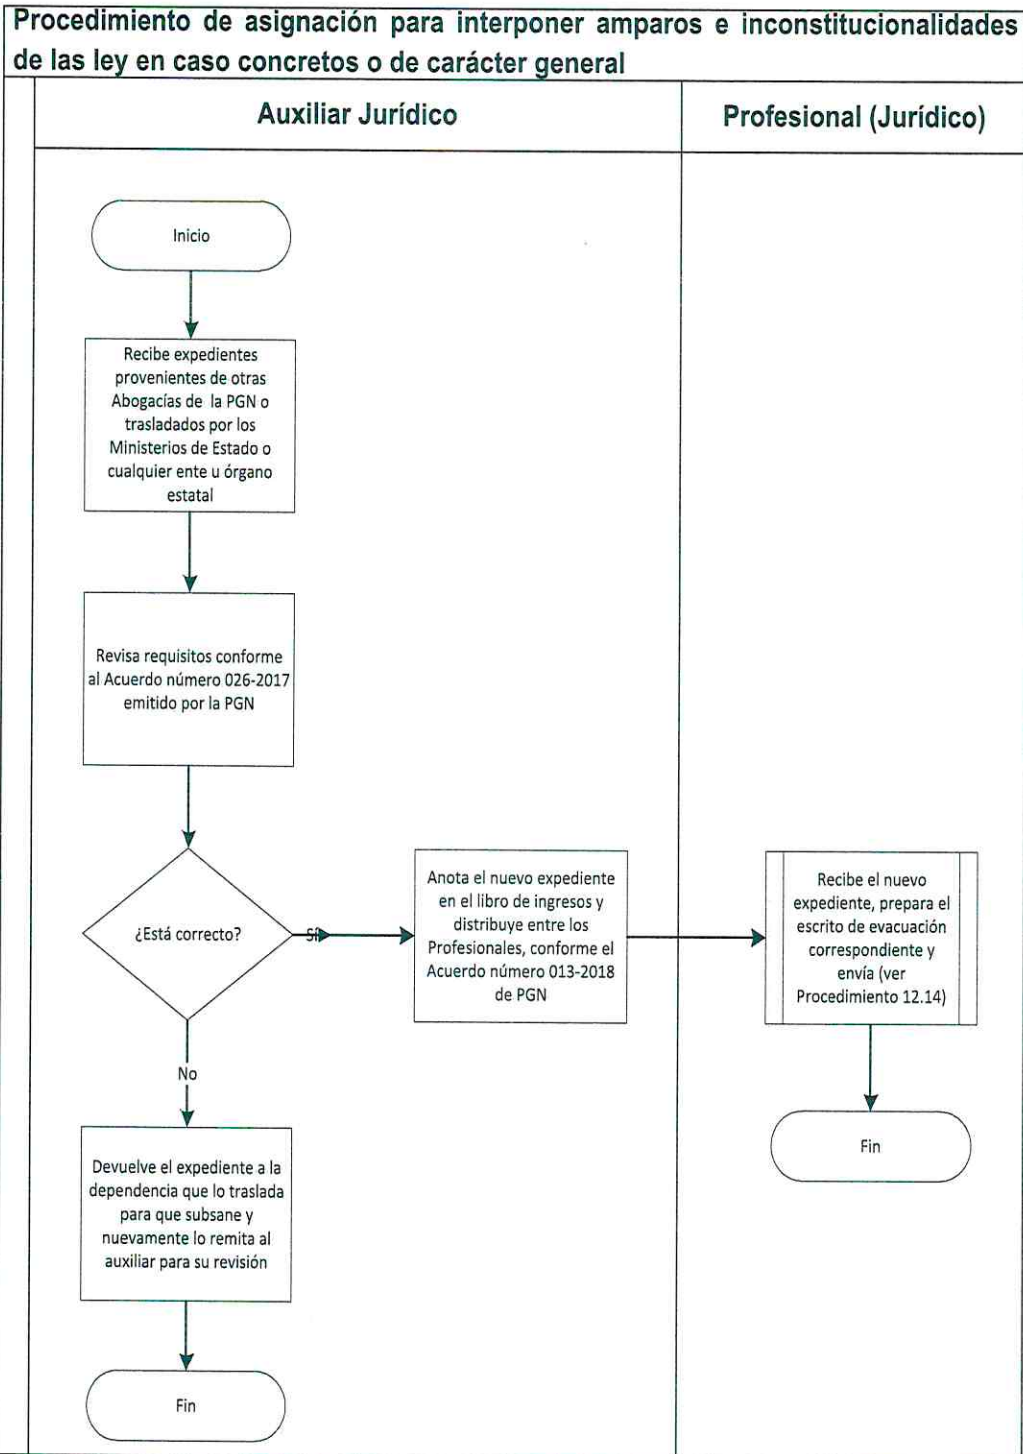 Procedimiento de asignación para interponer amparos e inconstitucionalidades
de las ley en caso concretos o de carácter general
Auxiliar Jurídico
Profesional (Jurídico)
Inicio
Recibe expedientes
provenientes de otras
Abogacías de la PGN o
trasladados por los
Ministerios de Estado o
cualquier ente u órgano
estatal
Revisa requisitos conforme
al Acuerdo número 026-2017
emitido por la PGN
¿Está correcto?
Sí
Anota el nuevo expediente
en el libro de ingresos y
distribuye entre los
Profesionales, conforme el
Acuerdo número 013-2018
de PGN
Recibe el nuevo
expediente, prepara el
escrito de evacuación
correspondiente y
envía (ver
Procedimiento 12.14)
No
Devuelve el expediente a la
dependencia que lo traslada
para que subsane y
nuevamente lo remita al
auxiliar para su revisión
Fin
Fin